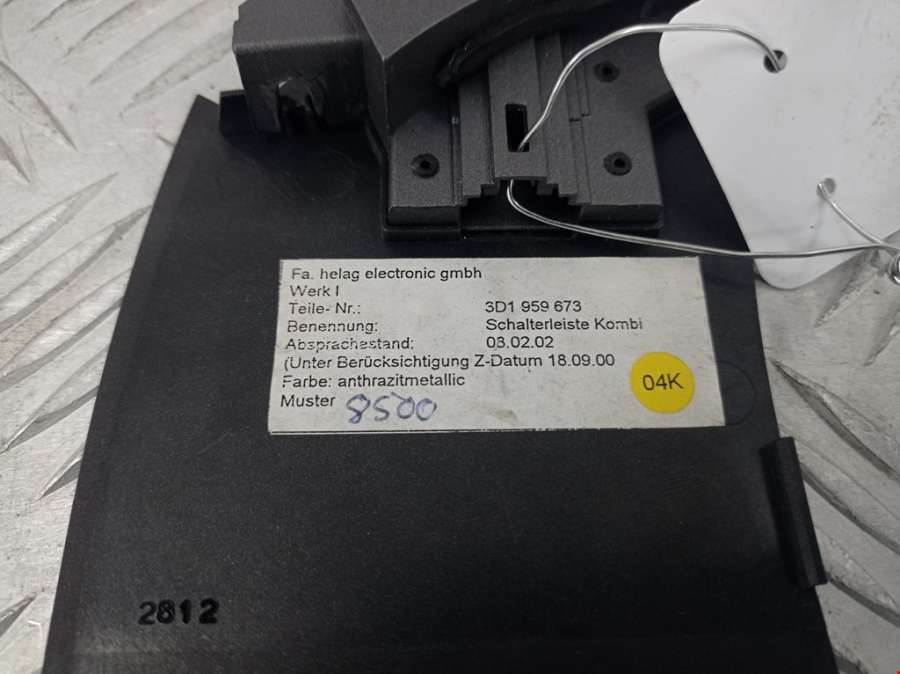 Fa. helag electronic gmbh
Werk I
Teile- Nr.: 3D1 959 673
Benennung: Schalterleiste Kombi
Absprachestand: 08.02.02
(Unter Berücksichtigung Z-Datum 18.09.00
Farbe: anthrazitmetallic
04K
Muster 8500
2812